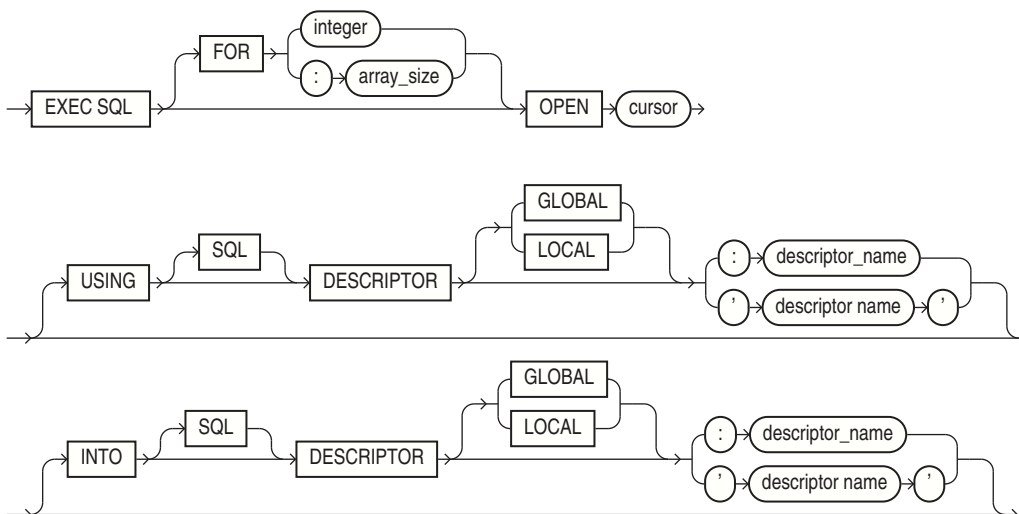 integer
FOR
: array_size
EXEC SQL OPEN cursor
GLOBAL
SQL LOCAL : descriptor_name
USING DESCRIPTOR ' descriptor name '
GLOBAL
SQL LOCAL : descriptor_name
INTO DESCRIPTOR ' descriptor name '